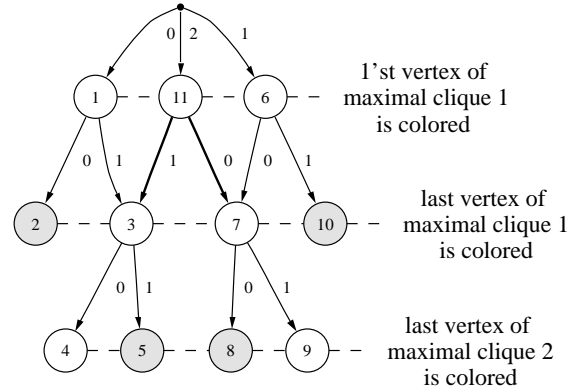 0 2 1
1 11 6
1'st vertex of
maximal clique 1
is colored
0 1 1 0 0 1
2 3 7 10
last vertex of
maximal clique 1
is colored
0 1 0 1
4 5 8 9
last vertex of
maximal clique 2
is colored